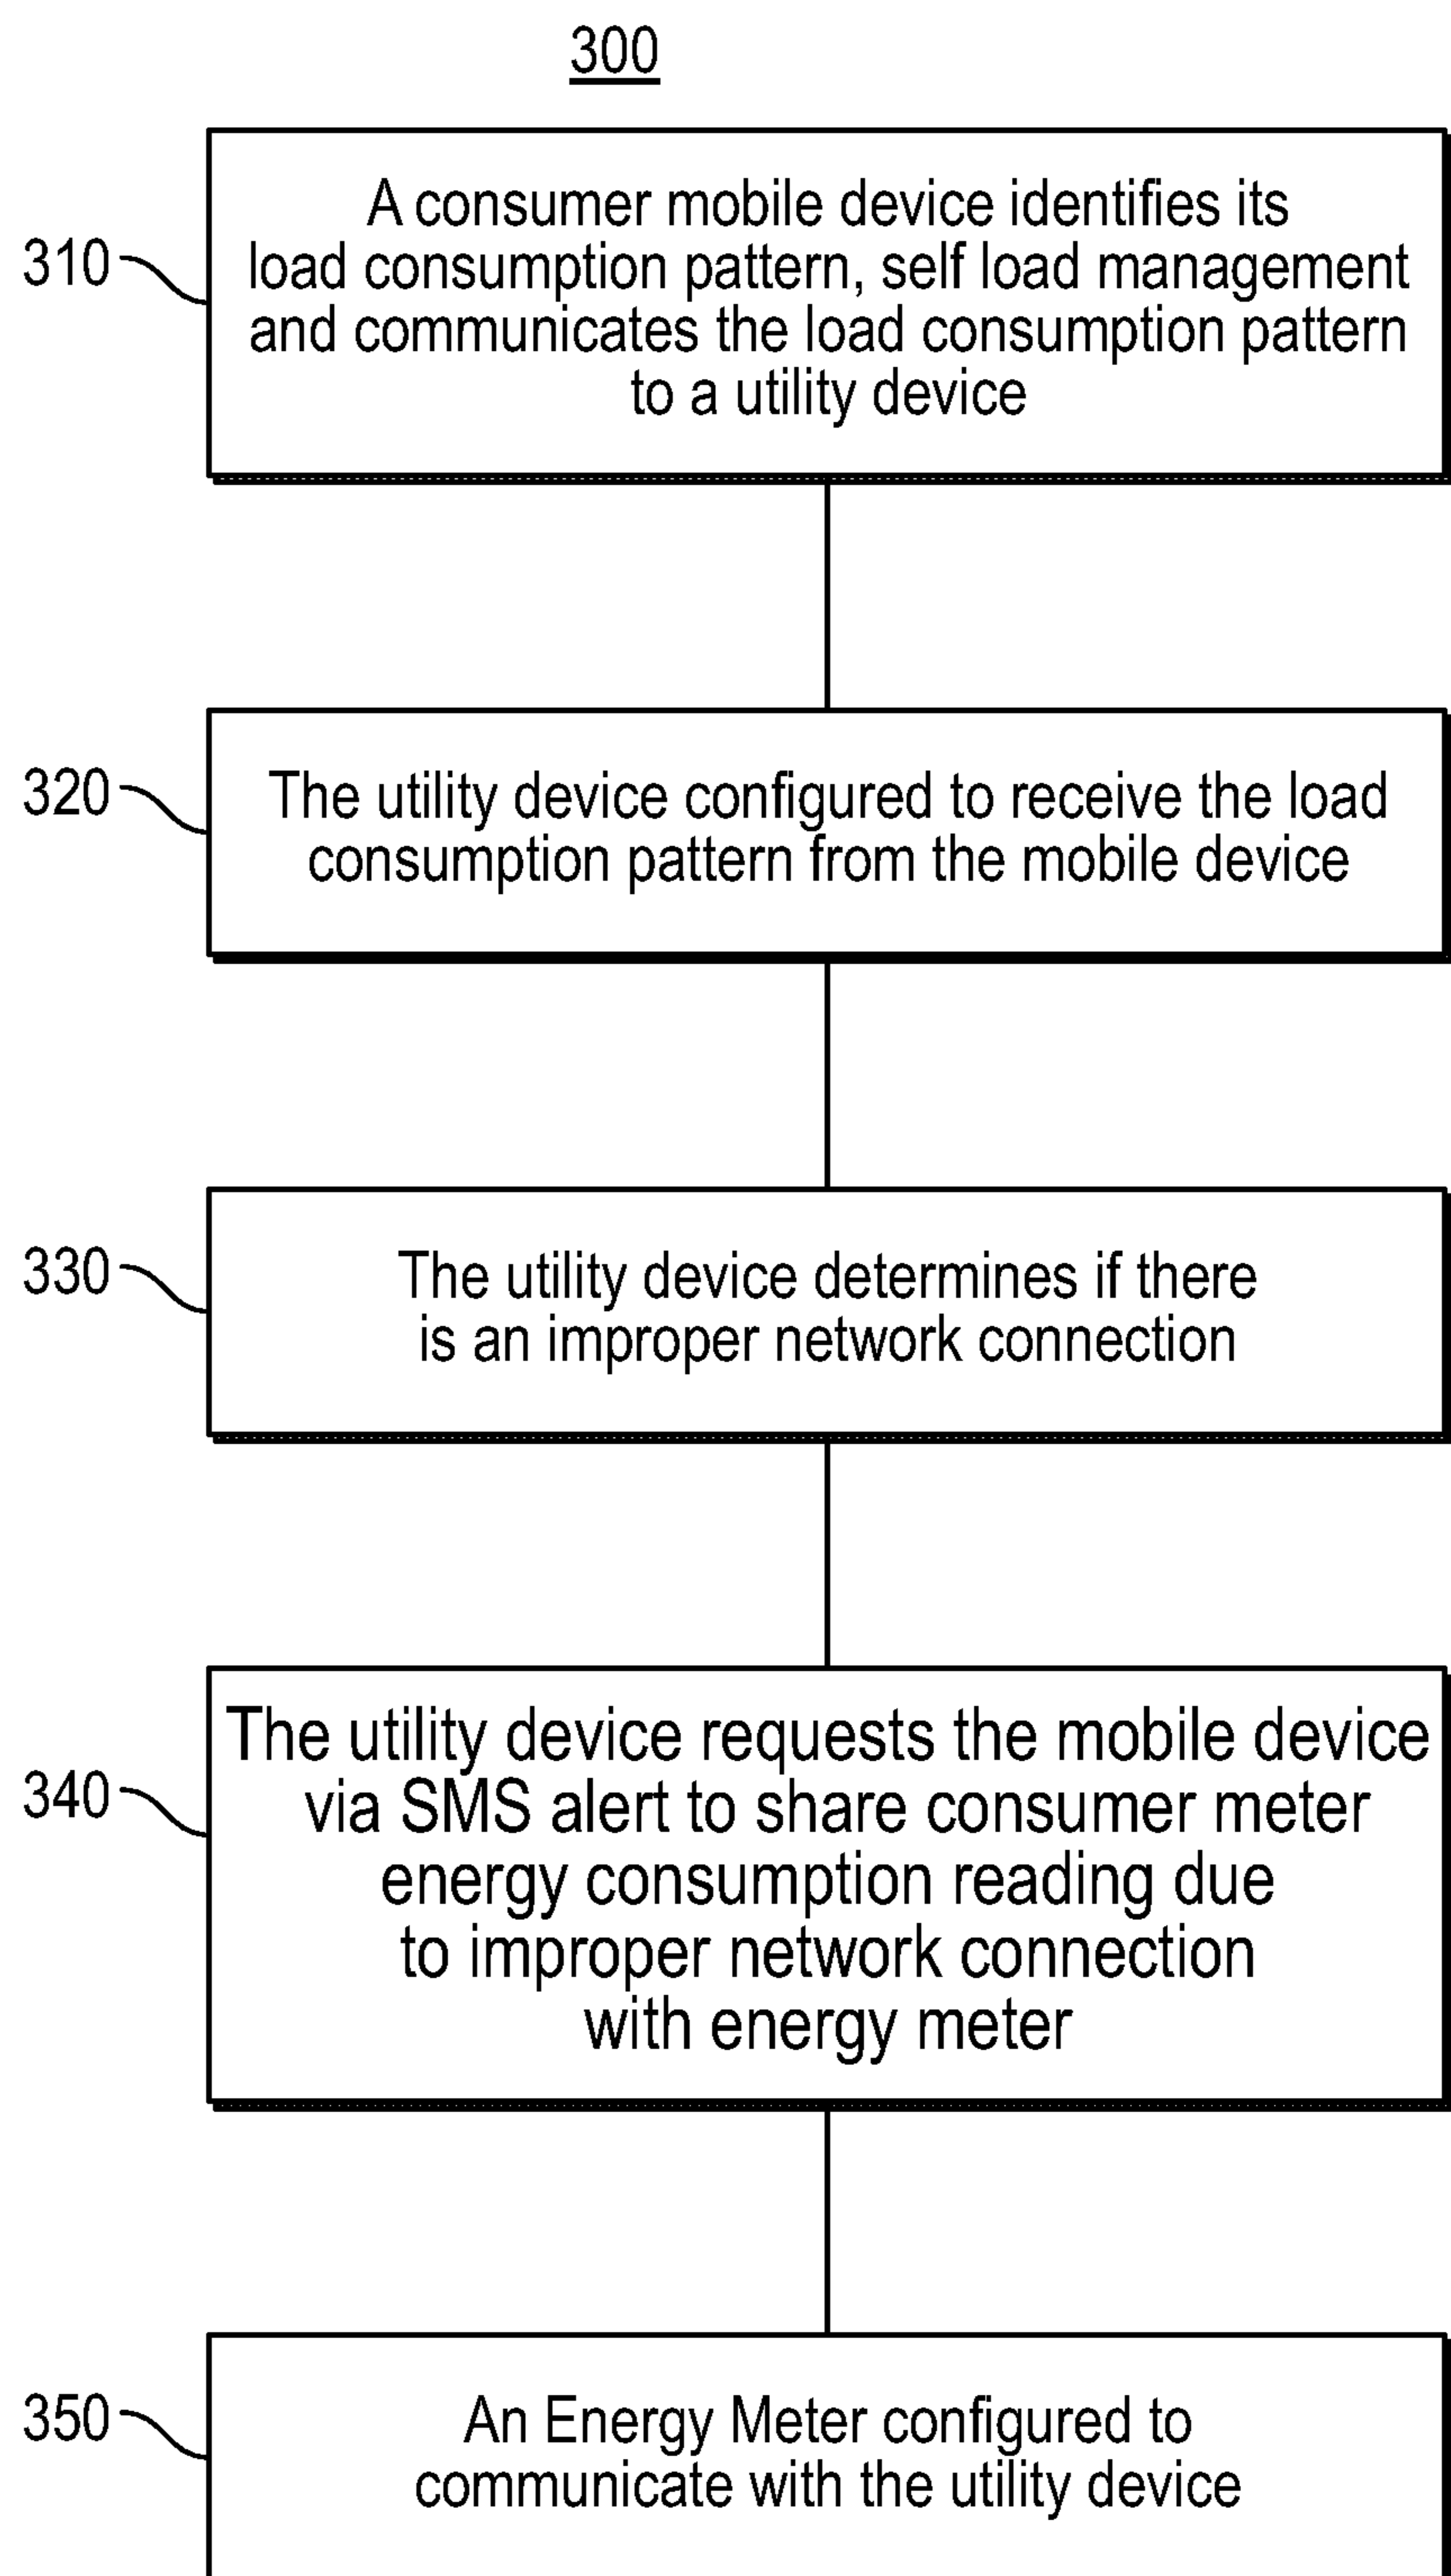 300
310
A consumer mobile device identifies its
load consumption pattern, self load management
and communicates the load consumption pattern
to a utility device
320
The utility device configured to receive the load
consumption pattern from the mobile device
330
The utility device determines if there
is an improper network connection
340
The utility device requests the mobile device
via SMS alert to share consumer meter
energy consumption reading due
to improper network connection
with energy meter
350
An Energy Meter configured to
communicate with the utility device